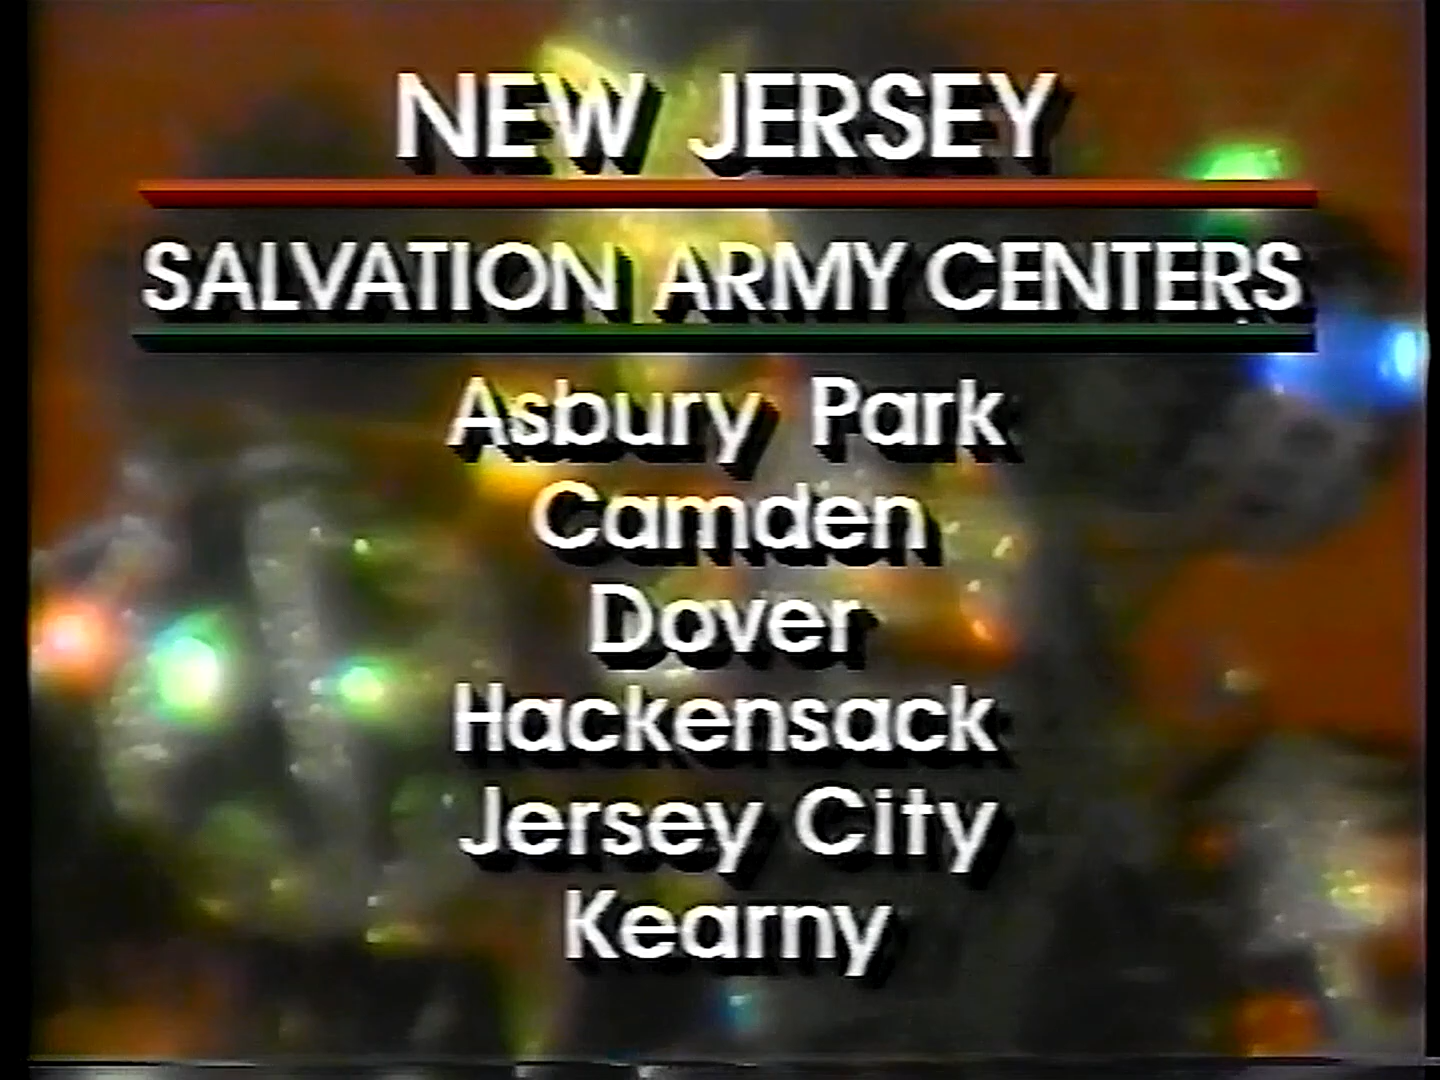 NEW JERSEY
SALVATION ARMY CENTERS
Asbury Park
Camden
Dover
Hackensack
Jersey City
Kearny